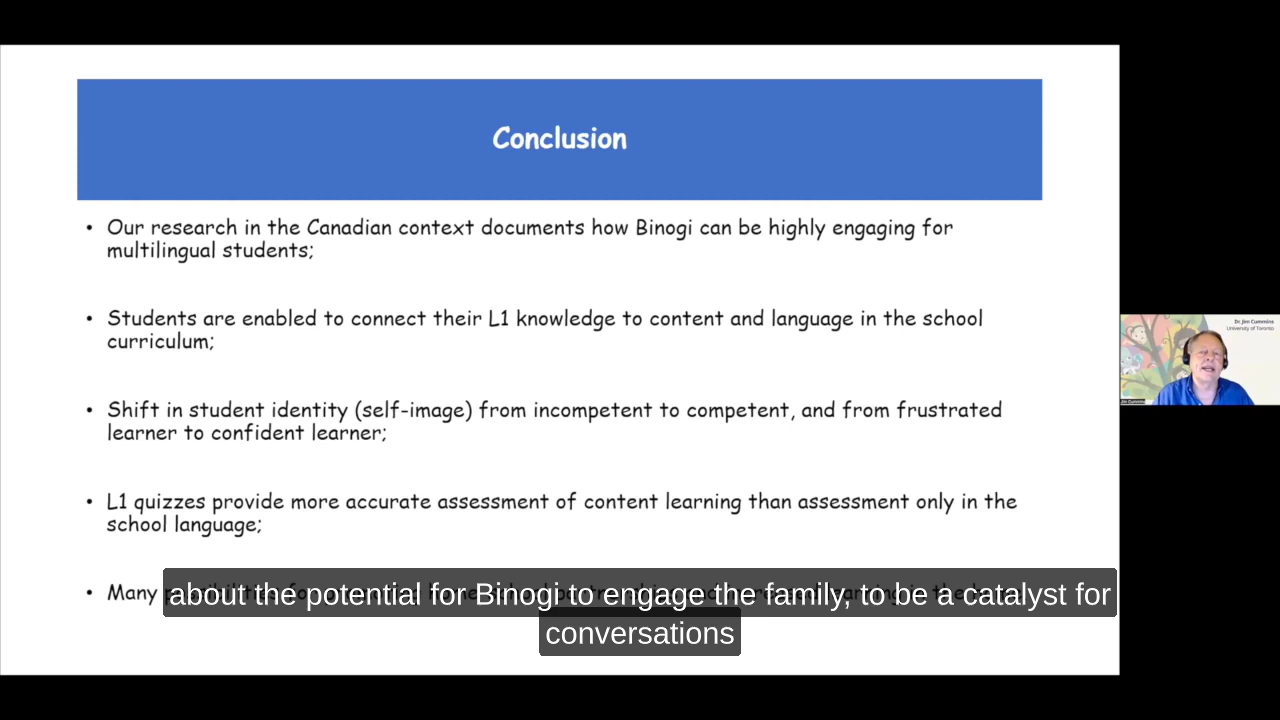 Conclusion
• Our research in the Canadian context documents how Binogi can be highly engaging for
multilingual students;
• Students are enabled to connect their L1 knowledge to content and language in the school
curriculum;
• Shift in student identity (self-image) from incompetent to competent, and from frustrated
learner to confident learner;
• L1 quizzes provide more accurate assessment of content learning than assessment only in the
school language;
• Many
about the potential for Binogi to engage the family, to be a catalyst for
conversations
Dr. Jim Cummins
University of Toronto
Jim Cummins